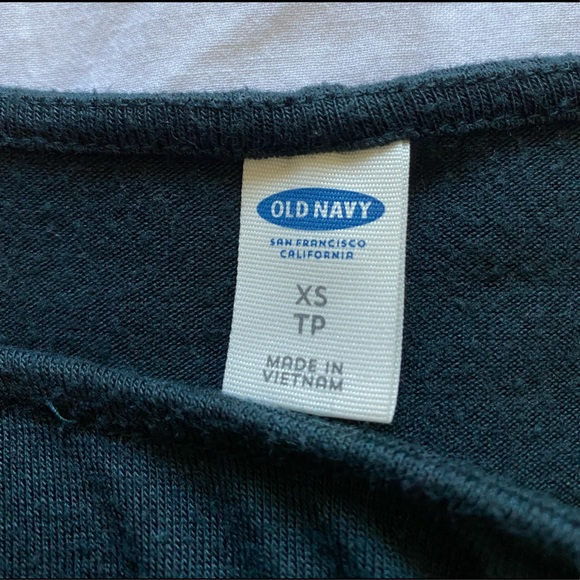 OLD NAVY
SAN FRANCISCO
CALIFORNIA
XS
TP
MADE IN
VIETNAM